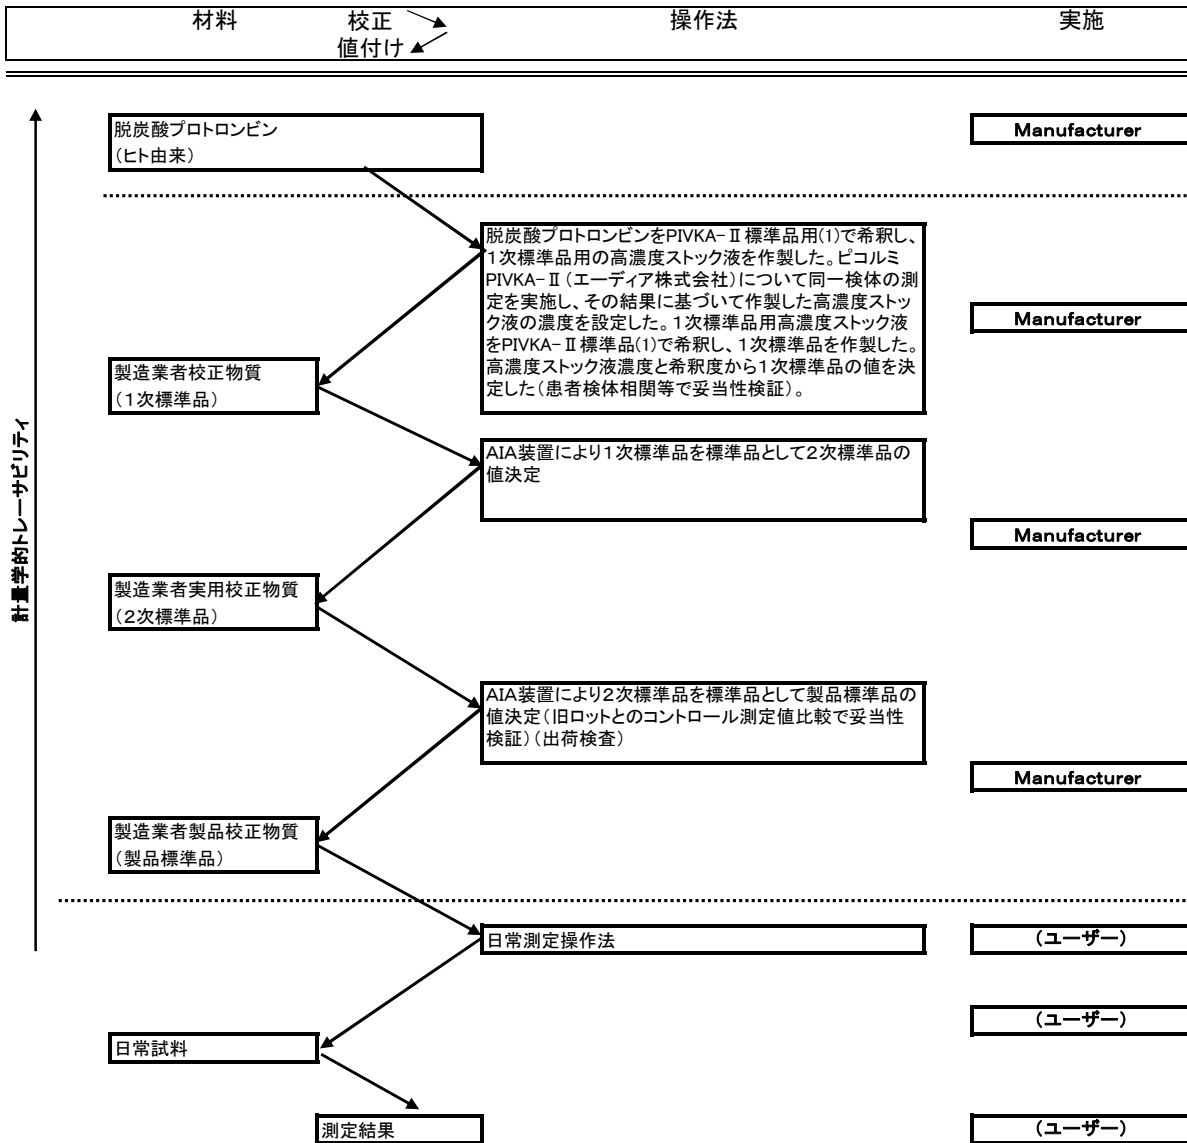 材料
校正
値付け
操作法
実施
計量学的トレーサビリティ
脱炭酸プロトロンビン
(ヒト由来)
Manufacturer
脱炭酸プロトロンビンをPIVKA-Ⅱ標準品用(1)で希釈し、
1次標準品用の高濃度ストック液を作製した。ピコルミ
PIVKA-Ⅱ(エーディア株式会社)について同一検体の測
定を実施し、その結果に基づいて作製した高濃度ストッ
ク液の濃度を設定した。1次標準品用高濃度ストック液
をPIVKA-Ⅱ標準品(1)で希釈し、1次標準品を作製した。
高濃度ストック液濃度と希釈度から1次標準品の値を決
定した(患者検体相関等で妥当性検証)。
Manufacturer
製造業者校正物質
(1次標準品)
AIA装置により1次標準品を標準品として2次標準品の
値決定
Manufacturer
製造業者実用校正物質
(2次標準品)
AIA装置により2次標準品を標準品として製品標準品の
値決定(旧ロットとのコントロール測定値比較で妥当性
検証)(出荷検査)
Manufacturer
製造業者製品校正物質
(製品標準品)
日常測定操作法
(ユーザー)
(ユーザー)
日常試料
測定結果
(ユーザー)